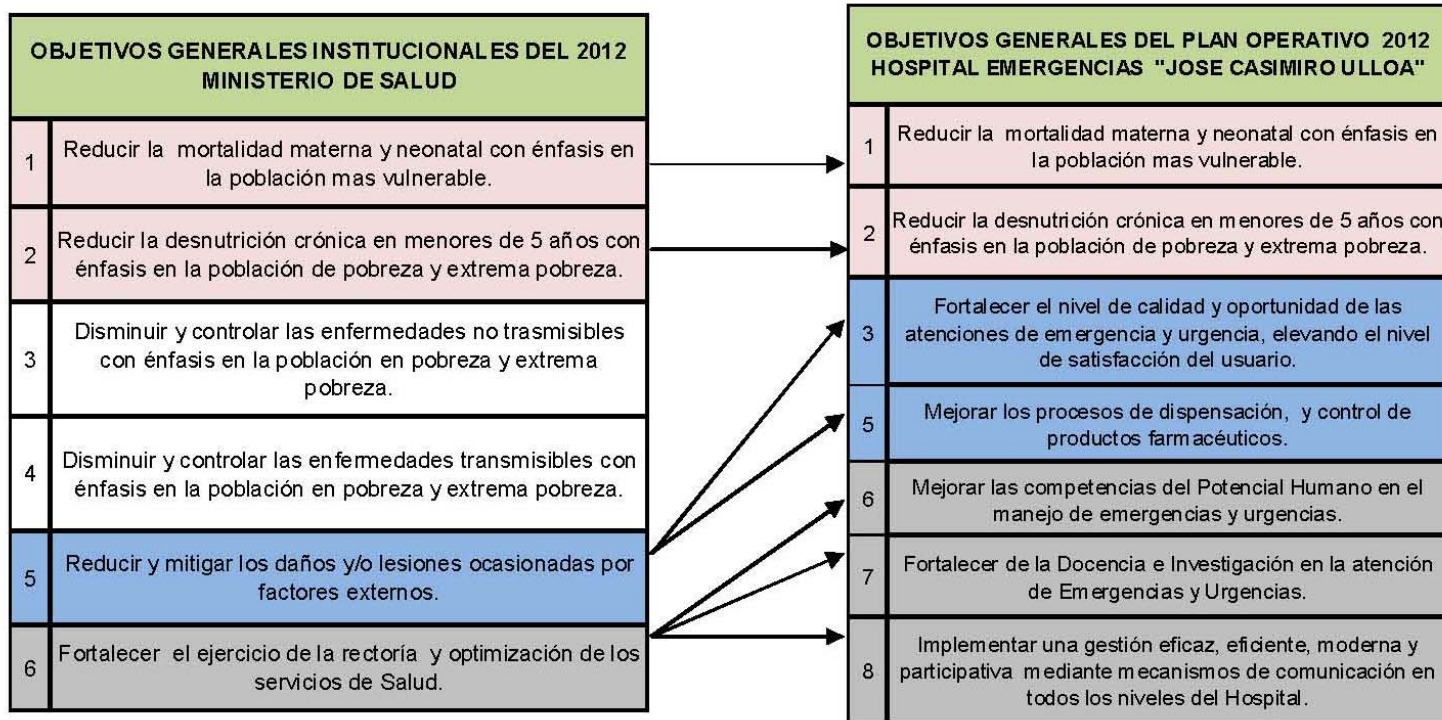 OBJETIVOS GENERALES INSTITUCIONALES DEL 2012
MINISTERIO DE SALUD
1
Reducir la mortalidad materna y neonatal con énfasis en
la población mas vulnerable.
2
Reducir la desnutrición crónica en menores de 5 años con
énfasis en la población de pobreza y extrema pobreza.
3
Disminuir y controlar las enfermedades no trasmisibles
con énfasis en la población en pobreza y extrema
pobreza.
4
Disminuir y controlar las enfermedades transmisibles con
énfasis en la población en pobreza y extrema pobreza.
5
Reducir y mitigar los daños y/o lesiones ocasionadas por
factores externos.
6
Fortalecer el ejercicio de la rectoría y optimización de los
servicios de Salud.
OBJETIVOS GENERALES DEL PLAN OPERATIVO 2012
HOSPITAL EMERGENCIAS "JOSE CASIMIRO ULLOA"
1
Reducir la mortalidad materna y neonatal con énfasis en
la población mas vulnerable.
2
Reducir la desnutrición crónica en menores de 5 años con
énfasis en la población de pobreza y extrema pobreza.
3
Fortalecer el nivel de calidad y oportunidad de las
atenciones de emergencia y urgencia, elevando el nivel
de satisfacción del usuario.
5
Mejorar los procesos de dispensación, y control de
productos farmacéuticos.
6
Mejorar las competencias del Potencial Humano en el
manejo de emergencias y urgencias.
7
Fortalecer de la Docencia e Investigación en la atención
de Emergencias y Urgencias.
8
Implementar una gestión eficaz, eficiente, moderna y
participativa mediante mecanismos de comunicación en
todos los niveles del Hospital.